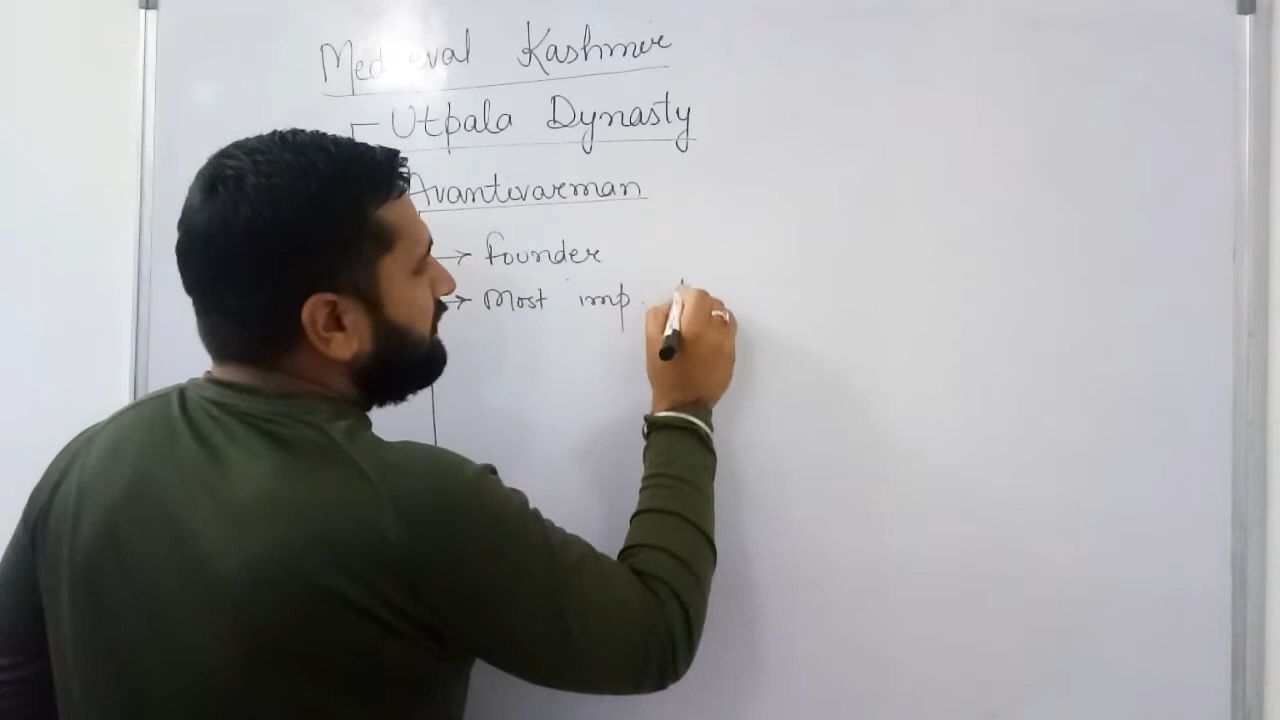 Medieval Kashmir
Utpala Dynasty
Avantivarman
→ founder
→ Most imp.